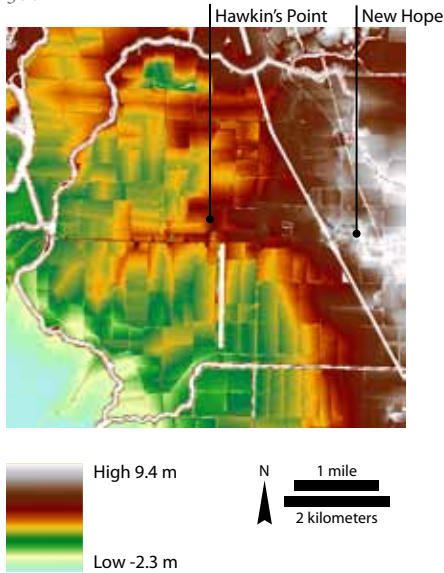 Hawkin's Point
New Hope
High 9.4 m
Low -2.3 m
N
1 mile
2 kilometers